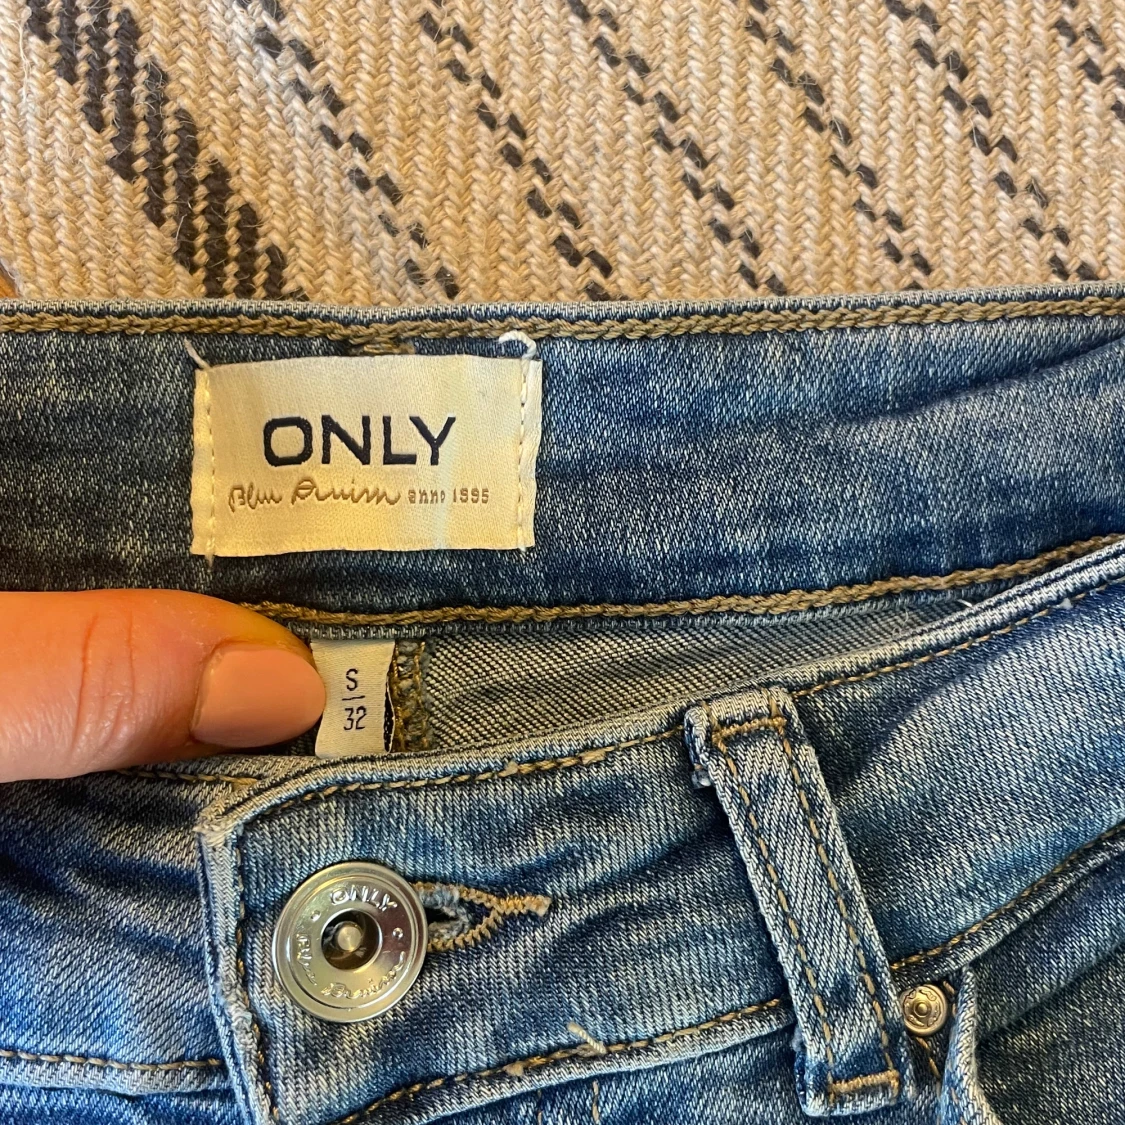 ONLY
Blue Denim anno 1995
S
32
ONLY